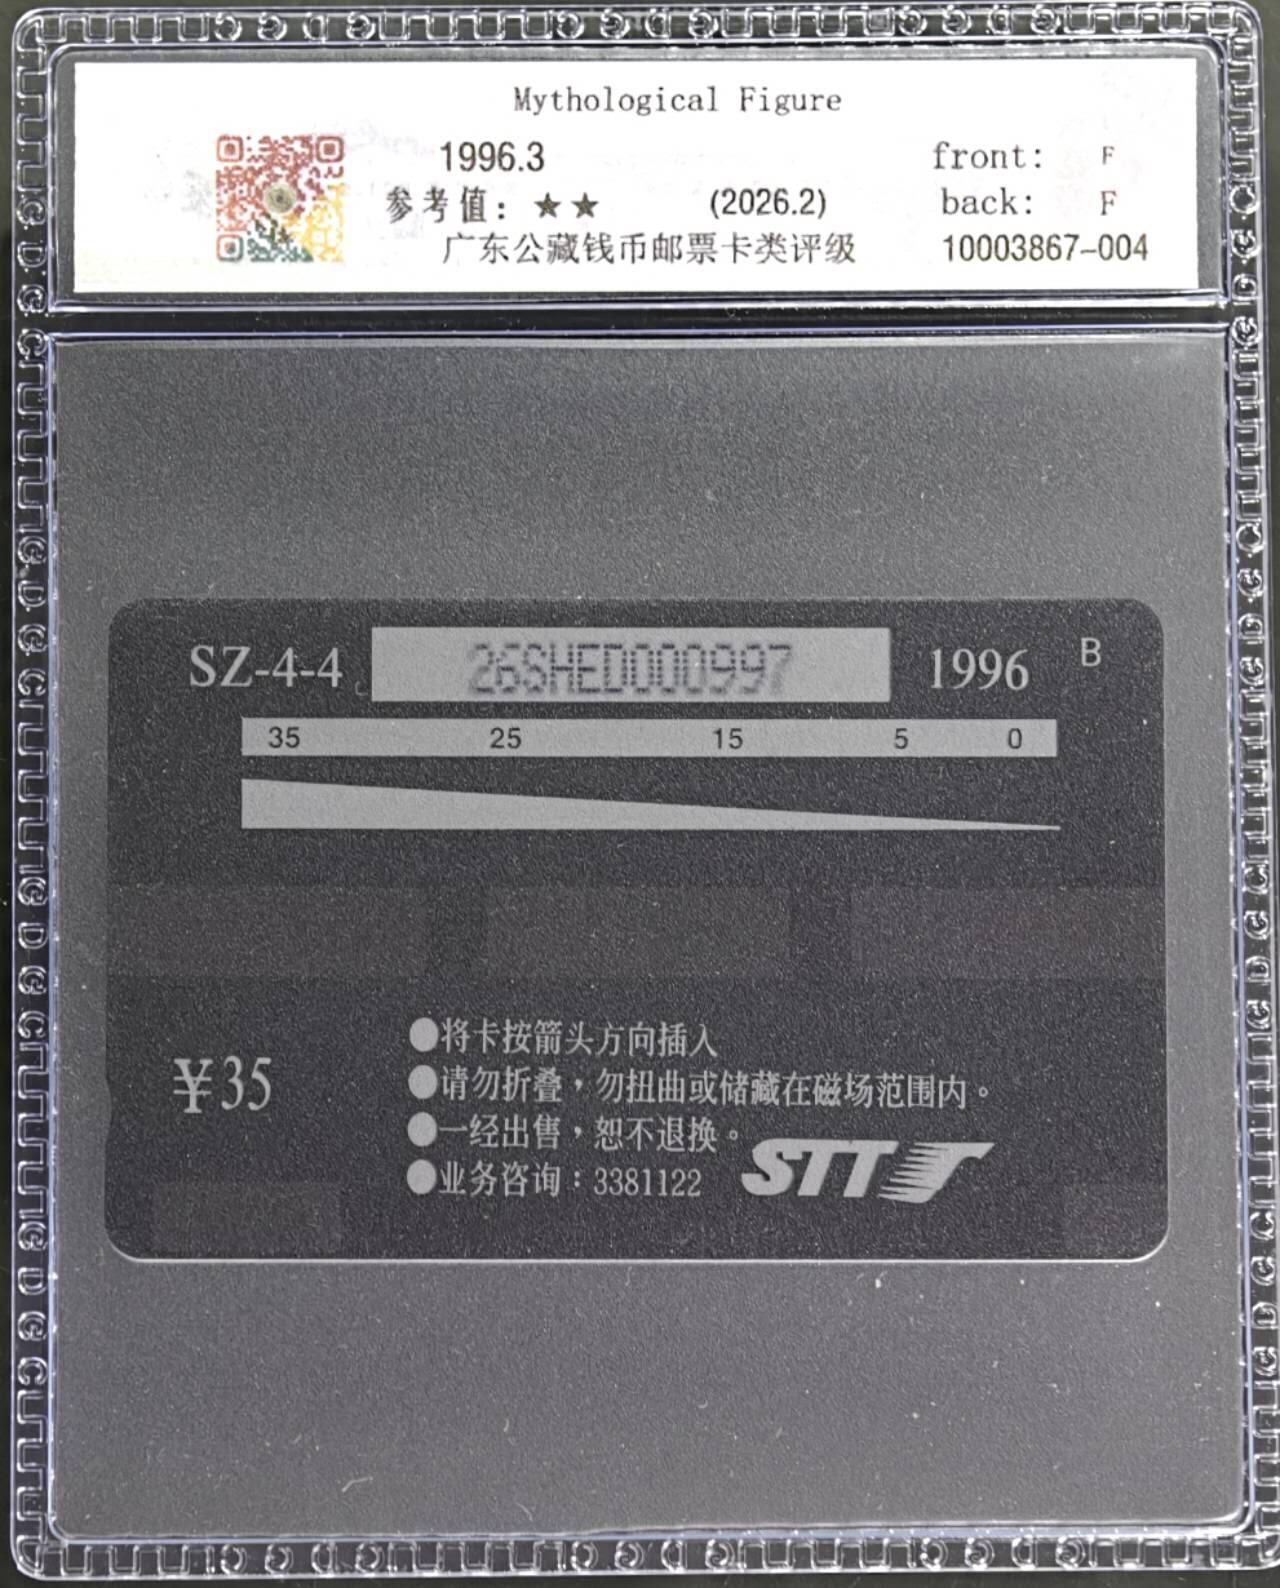 Mythological Figure
1996.3
front: F
参考值：★★ (2026.2)
back: F
广东公藏钱币邮票卡类评级
10003867-004
SZ-4-4 26SHED000997 1996 B
35 25 15 5 0
¥35
●将卡按箭头方向插入
●请勿折叠，勿扭曲或储藏在磁场范围内。
●一经出售，恕不退换。
●业务咨询：3381122
STT